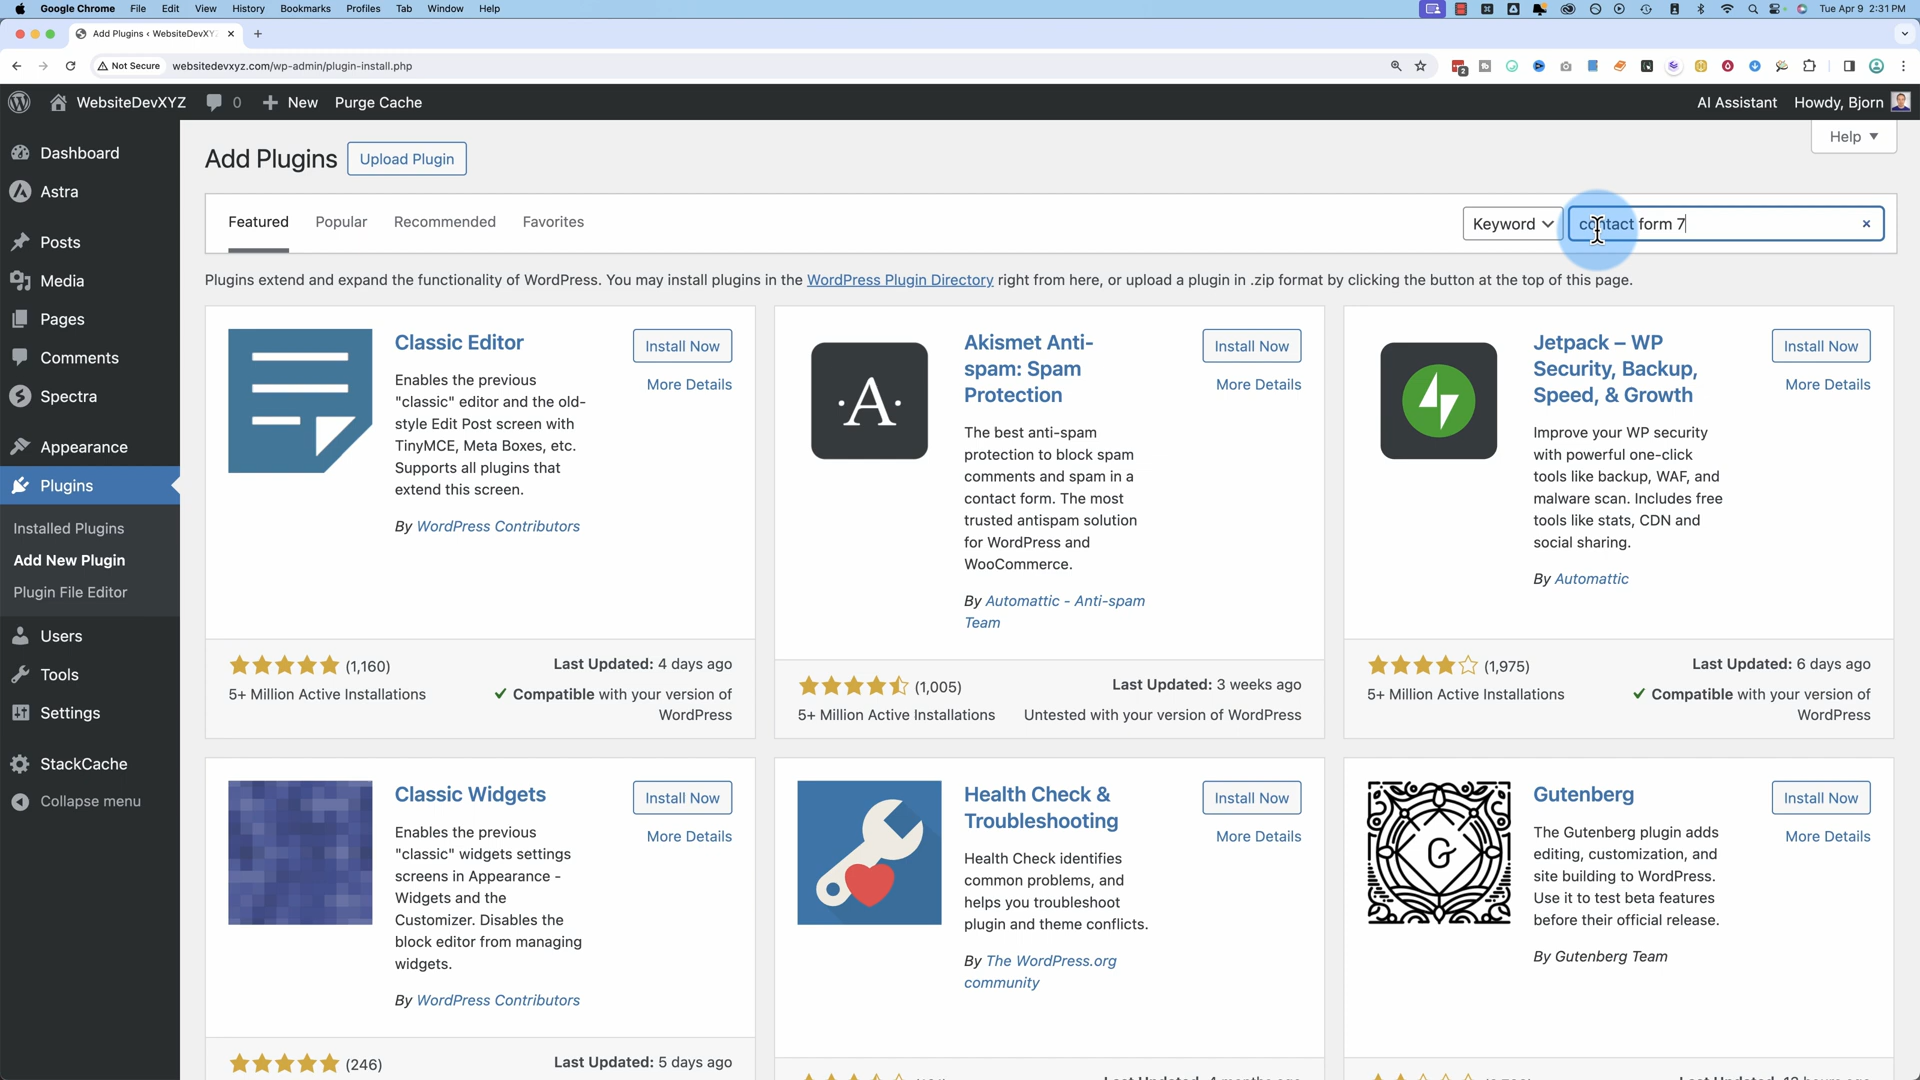 Google Chrome File Edit View History Bookmarks Profiles Tab Window Help
Tue Apr 9 2:31 PM
Add Plugins ‹ WebsiteDevXYZ
Not Secure websitedevxyz.com/wp-admin/plugin-install.php
2
WebsiteDevXYZ 0 New Purge Cache
AI Assistant Howdy, Bjorn
Dashboard
Astra
Posts
Media
Pages
Comments
Spectra
Appearance
Plugins
Installed Plugins
Add New Plugin
Plugin File Editor
Users
Tools
Settings
StackCache
Collapse menu
Help
Add Plugins Upload Plugin
Featured Popular Recommended Favorites
Keyword contact form 7
Plugins extend and expand the functionality of WordPress. You may install plugins in the WordPress Plugin Directory right from here, or upload a plugin in .zip format by clicking the button at the top of this page.
Classic Editor
Install Now
More Details
Enables the previous
"classic" editor and the old-
style Edit Post screen with
TinyMCE, Meta Boxes, etc.
Supports all plugins that
extend this screen.
By WordPress Contributors
(1,160)
5+ Million Active Installations
Last Updated: 4 days ago
Compatible with your version of
WordPress
·A·
Akismet Anti-
spam: Spam
Protection
Install Now
More Details
The best anti-spam
protection to block spam
comments and spam in a
contact form. The most
trusted antispam solution
for WordPress and
WooCommerce.
By Automattic - Anti-spam
Team
(1,005)
5+ Million Active Installations
Last Updated: 3 weeks ago
Untested with your version of WordPress
Jetpack – WP
Security, Backup,
Speed, & Growth
Install Now
More Details
Improve your WP security
with powerful one-click
tools like backup, WAF, and
malware scan. Includes free
tools like stats, CDN and
social sharing.
By Automattic
(1,975)
5+ Million Active Installations
Last Updated: 6 days ago
Compatible with your version of
WordPress
Classic Widgets
Install Now
More Details
Enables the previous
"classic" widgets settings
screens in Appearance -
Widgets and the
Customizer. Disables the
block editor from managing
widgets.
By WordPress Contributors
(246)
Last Updated: 5 days ago
Health Check &
Troubleshooting
Install Now
More Details
Health Check identifies
common problems, and
helps you troubleshoot
plugin and theme conflicts.
By The WordPress.org
community
G
Gutenberg
Install Now
More Details
The Gutenberg plugin adds
editing, customization, and
site building to WordPress.
Use it to test beta features
before their official release.
By Gutenberg Team